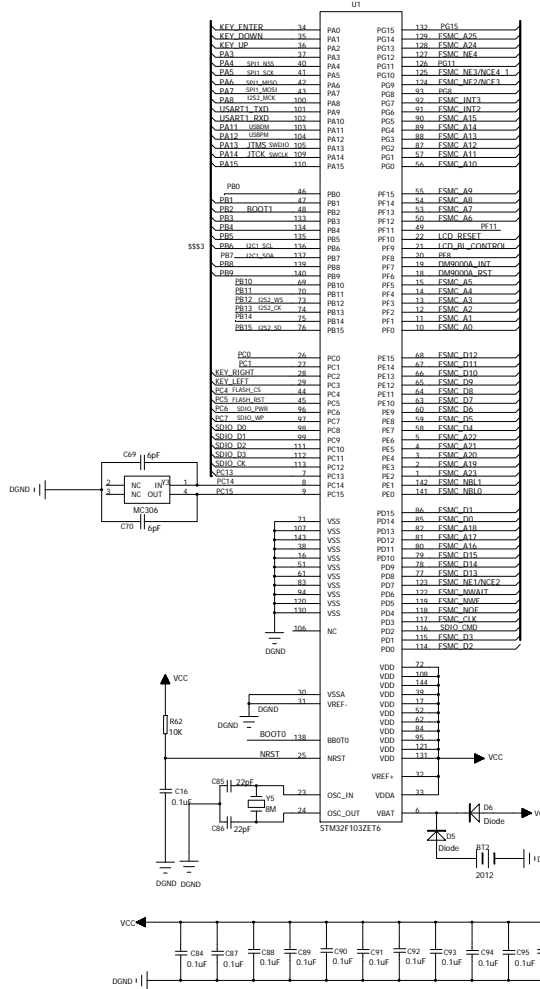 U1
KEY_ENTER 34 PA0 PG15 132 PG15
KEY_DOWN 35 PA1 PG14 129 FSMC_A25
KEY_UP 36 PA2 PG13 128 FSMC_A24
PA3 37 PA3 PG12 127 FSMC_NE4
PA4 SPI1_NSS 40 PA4 PG11 126 PG11
PA5 SPI1_SCK 41 PA5 PG10 125 FSMC_NE3/NCE4_1
PA6 SPI1_MISO 42 PA6 PG9 124 FSMC_NE2/NCE3
PA7 SPI1_MOSI 43 PA7 PG8 93 PG8
PA8 I2S2_MCK 100 PA8 PG7 92 FSMC_INT3
USART1_TXD 101 PA9 PG6 91 FSMC_INT2
USART1_RXD 102 PA10 PG5 90 FSMC_A15
PA11 USBDM 103 PA11 PG4 89 FSMC_A14
PA12 USBPM 104 PA12 PG3 88 FSMC_A13
PA13 JTMS SWDIO 105 PA13 PG2 87 FSMC_A12
PA14 JTCK SWCLK 109 PA14 PG1 57 FSMC_A11
PA15 110 PA15 PG0 56 FSMC_A10
PB0 46 PB0 PF15 55 FSMC_A9
PB1 47 PB1 PF14 54 FSMC_A8
PB2 BOOT1 48 PB2 PF13 53 FSMC_A7
PB3 133 PB3 PF12 50 FSMC_A6
PB4 134 PB4 PF11 49 PF11
PB5 135 PB5 PF10 22 LCD_RESET
$$$3 PB6 I2C1_SCL 136 PB6 PF9 21 LCD_BL_CONTROL
PB7 I2C1_SDA 137 PB7 PF8 20 PF8
PB8 139 PB8 PF7 19 DM9000A_INT
PB9 140 PB9 PF6 18 DM9000A_RST
PB10 69 PB10 PF5 15 FSMC_A5
PB11 70 PB11 PF4 14 FSMC_A4
PB12 I2S2_WS 73 PB12 PF3 13 FSMC_A3
PB13 I2S2_CK 74 PB13 PF2 12 FSMC_A2
PB14 75 PB14 PF1 11 FSMC_A1
PB15 I2S2_SD 76 PB15 PF0 10 FSMC_A0
PC0 26 PC0 PE15 68 FSMC_D12
PC1 27 PC1 PE14 67 FSMC_D11
KEY_RIGHT 28 PC2 PE13 66 FSMC_D10
KEY_LEFT 29 PC3 PE12 65 FSMC_D9
PC4 FLASH_CS 44 PC4 PE11 64 FSMC_D8
PC5 FLASH_RST 45 PC5 PE10 63 FSMC_D7
PC6 SDIO_PWR 96 PC6 PE9 60 FSMC_D6
PC7 SDIO_WP 97 PC7 PE8 59 FSMC_D5
SDIO_D0 98 PC8 PE7 58 FSMC_D4
SDIO_D1 99 PC9 PE6 5 FSMC_A22
SDIO_D2 111 PC10 PE5 4 FSMC_A21
SDIO_D3 112 PC11 PE4 3 FSMC_A20
SDIO_CK 113 PC12 PE3 2 FSMC_A19
PC13 7 PC13 PE2 1 FSMC_A23
PC14 8 PC14 PE1 141 FSMC_NBL1
PC15 9 PC15 PE0 141 FSMC_NBL0
C69 6pF
DGND 2 NC IN Y3 1
3 NC OUT 4
MC306
C70 6pF
PD15 86 FSMC_D1
71 VSS PD14 85 FSMC_D0
107 VSS PD13 82 FSMC_A18
143 VSS PD12 81 FSMC_A17
38 VSS PD11 80 FSMC_A16
16 VSS PD10 79 FSMC_D15
51 VSS PD9 78 FSMC_D14
61 VSS PD8 77 FSMC_D13
83 VSS PD7 123 FSMC_NE1/NCE2
94 VSS PD6 122 FSMC_NWAIT
120 VSS PD5 119 FSMC_NWE
130 VSS PD4 118 FSMC_NOE
PD3 117 FSMC_CLK
106 NC PD2 116 SDIO_CMD
PD1 115 FSMC_D3
PD0 114 FSMC_D2
DGND
VDD 72
VDD 108
VDD 144
VDD 39
VDD 17
VDD 52
VDD 62
VDD 84
VDD 95
VDD 121
VDD 131 VCC
VCC
30 VSSA
31 VREF-
DGND
DGND
R62
10K
BOOT0 138 BB0T0
NRST 25 NRST
VREF+ 32
C16
0.1uF
C85 22pF
Y5
8M
C86 22pF
23 OSC_IN VDDA 33
24 OSC_OUT VBAT 6
STM32F103ZET6
D6
Diode
D5
Diode
BT2
2012
DGND DGND
VCC
C84 0.1uF
C87 0.1uF
C88 0.1uF
C89 0.1uF
C90 0.1uF
C91 0.1uF
C92 0.1uF
C93 0.1uF
C94 0.1uF
C95 0.1uF
DGND